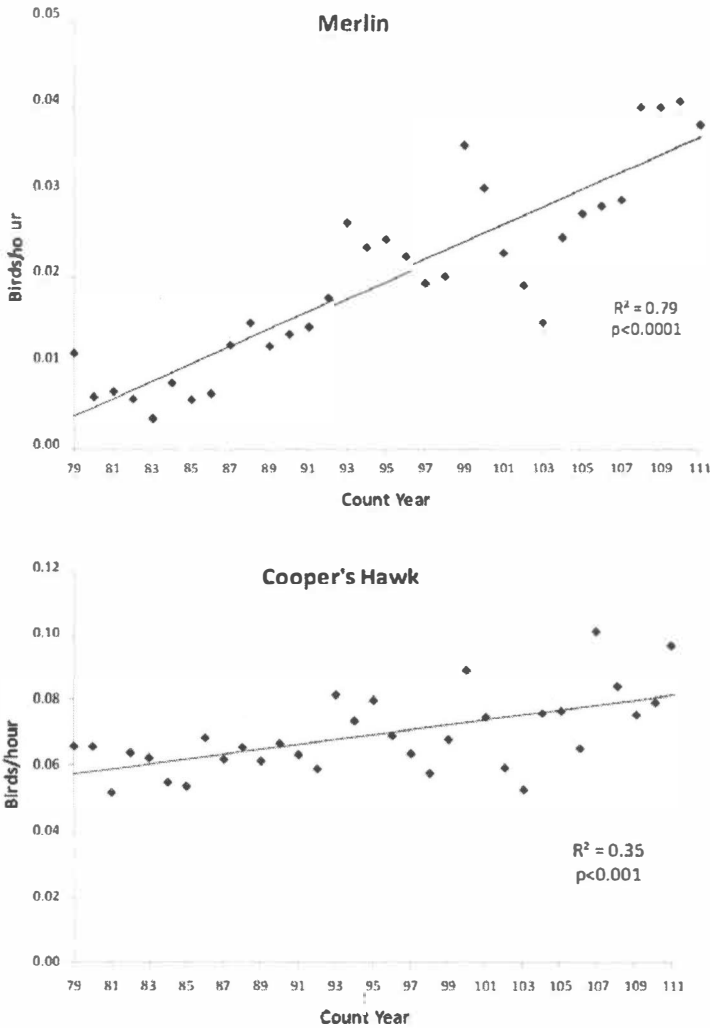 Merlin
0.05
0.04
0.03
0.02
0.01
0.00
Birds/ho ur
R² = 0.79
p<0.0001
79 81 83 85 87 89 91 93 95 97 99 101 103 105 107 109 111
Count Year
Cooper's Hawk
0.12
0.10
0.08
0.06
0.04
0.02
0.00
Birds/hour
R² = 0.35
p<0.001
79 81 83 85 87 89 91 93 95 97 99 101 103 105 107 109 111
Count Year